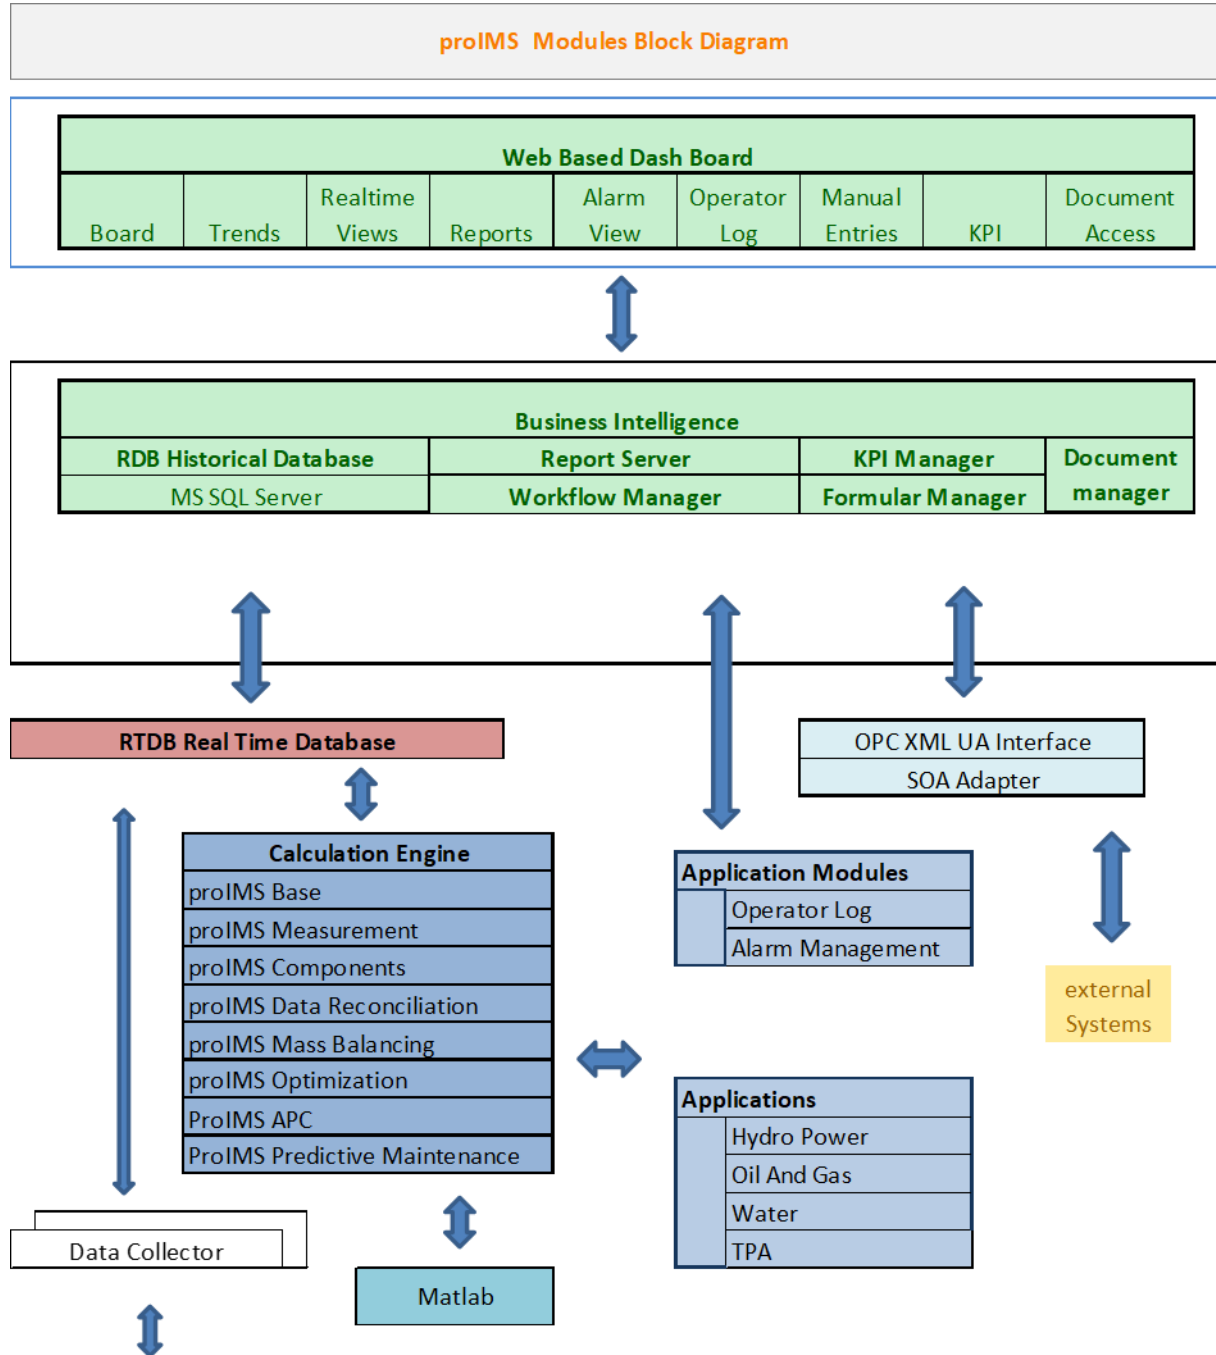 proIMS Modules Block Diagram
Web Based Dash Board
Board
Trends
Realtime
Views
Reports
Alarm
View
Operator
Log
Manual
Entries
KPI
Document
Access
Business Intelligence
RDB Historical Database
MS SQL Server
Report Server
Workflow Manager
KPI Manager
Formular Manager
Document
manager
RTDB Real Time Database
OPC XML UA Interface
SOA Adapter
Calculation Engine
proIMS Base
proIMS Measurement
proIMS Components
proIMS Data Reconciliation
proIMS Mass Balancing
proIMS Optimization
ProIMS APC
ProIMS Predictive Maintenance
Application Modules
Operator Log
Alarm Management
external
Systems
Applications
Hydro Power
Oil And Gas
Water
TPA
Data Collector
Matlab